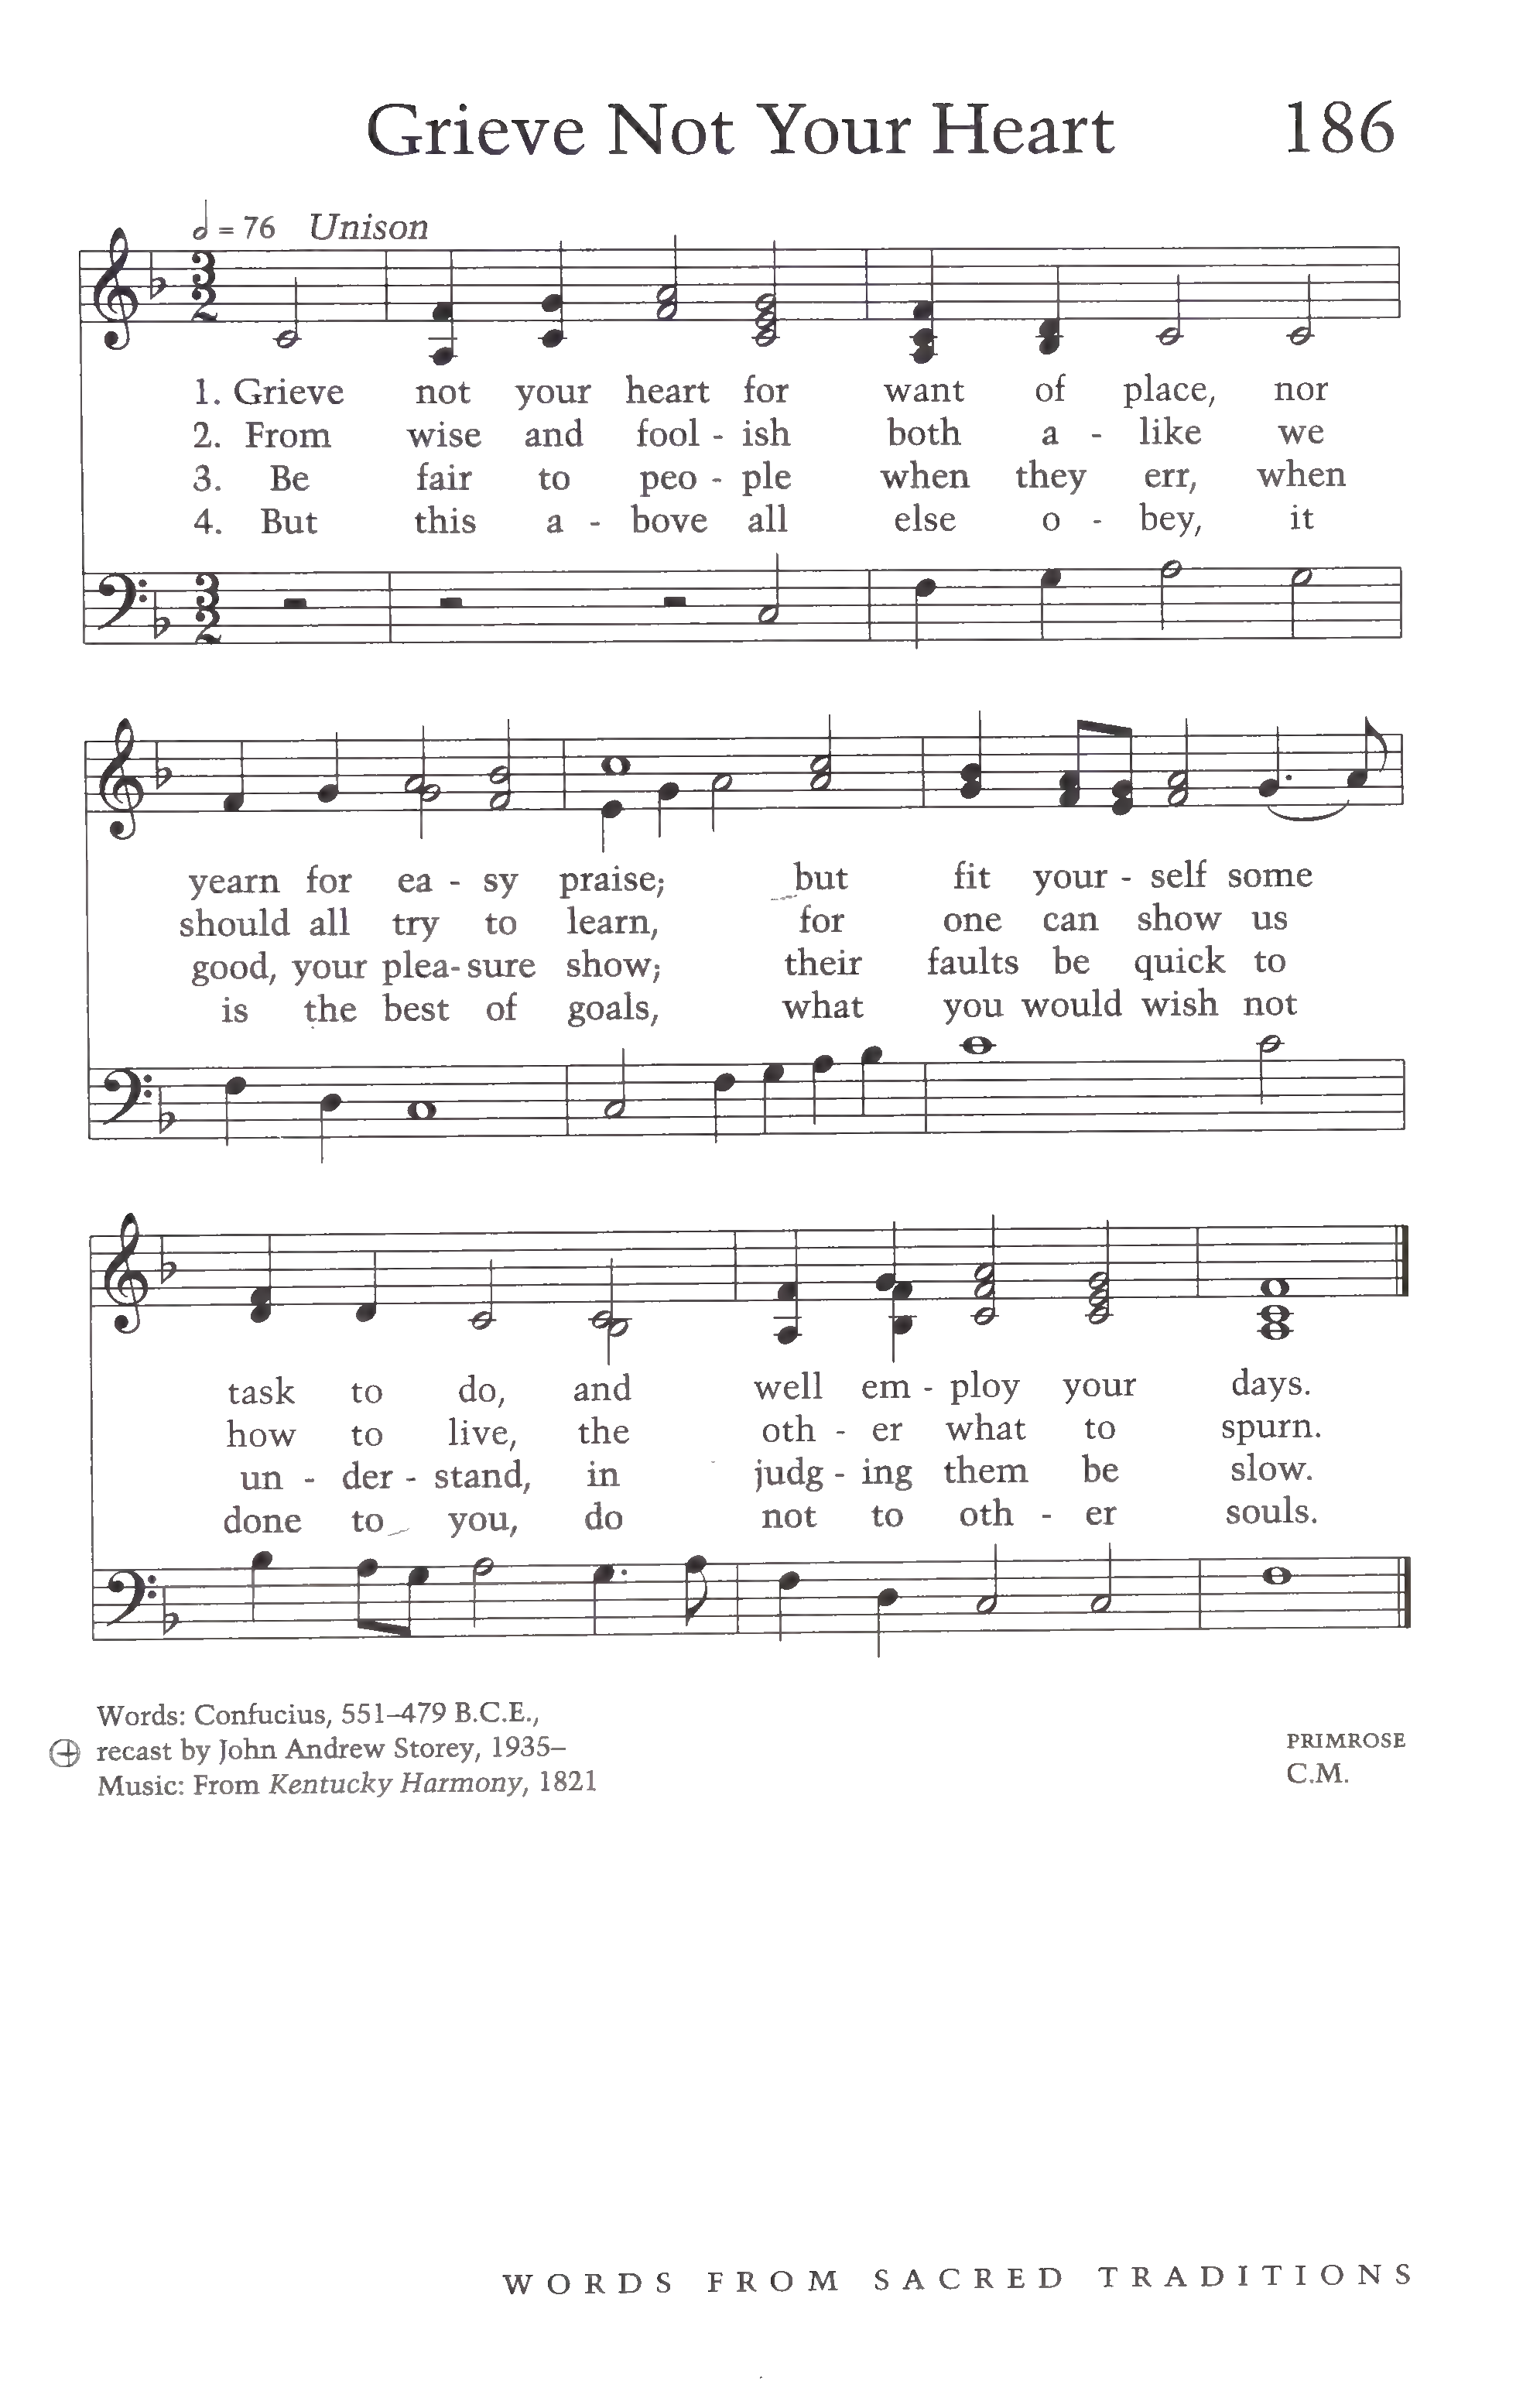 Grieve Not Your Heart 186
= 76 Unison
3
2
1. Grieve not your heart for want of place, nor
2. From wise and fool - ish both a - like we
3. Be fair to peo - ple when they err, when
4. But this a - bove all else o - bey, it
3
2
yearn for ea - sy praise; but fit your - self some
should all try to learn, for one can show us
good, your plea - sure show; their faults be quick to
is the best of goals, what you would wish not
task to do, and well em - ploy your days.
how to live, the oth - er what to spurn.
un - der - stand, in judg - ing them be slow.
done to you, do not to oth - er souls.
Words: Confucius, 551–479 B.C.E.,
recast by John Andrew Storey, 1935–
Music: From Kentucky Harmony, 1821
PRIMROSE
C.M.
WORDS FROM SACRED TRADITIONS